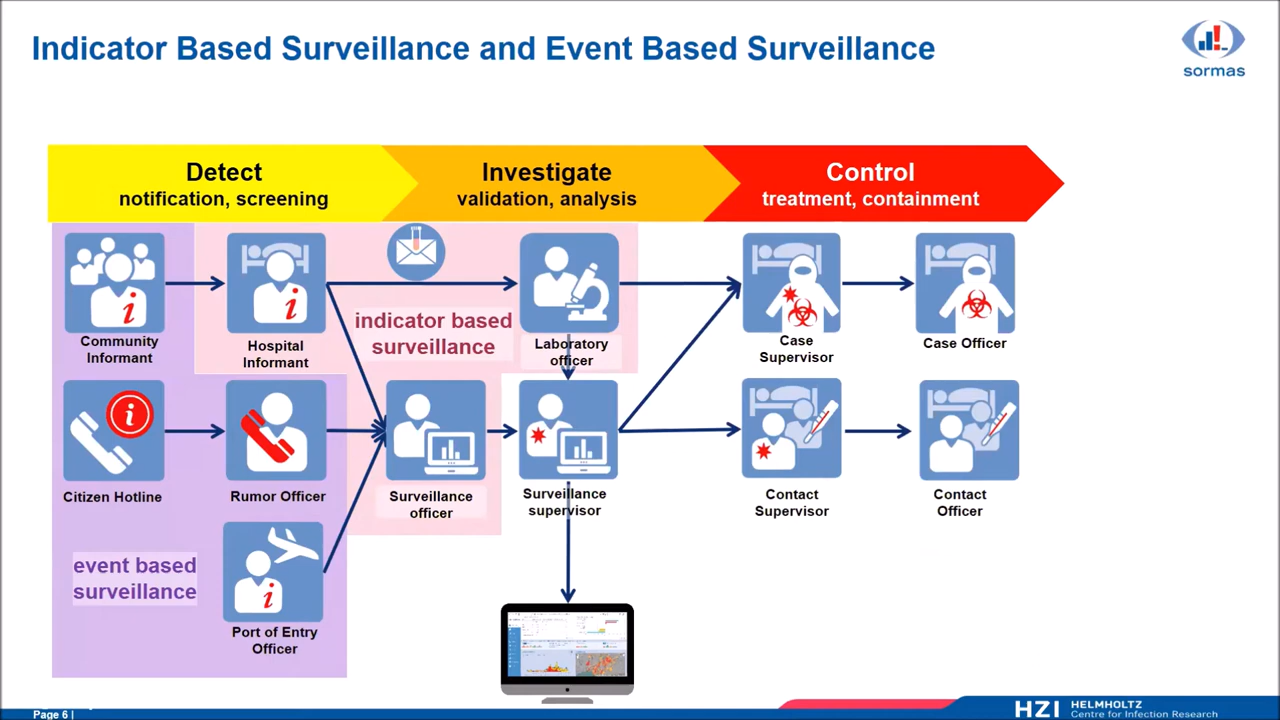 Indicator Based Surveillance and Event Based Surveillance
sormas
Detect
notification, screening
Investigate
validation, analysis
Control
treatment, containment
Community
Informant
Hospital
Informant
indicator based
surveillance
Laboratory
officer
Case
Supervisor
Case Officer
Citizen Hotline
Rumor Officer
Surveillance
officer
Surveillance
supervisor
Contact
Supervisor
Contact
Officer
event based
surveillance
Port of Entry
Officer
Page 6 |
HZI HELMHOLTZ
Centre for Infection Research